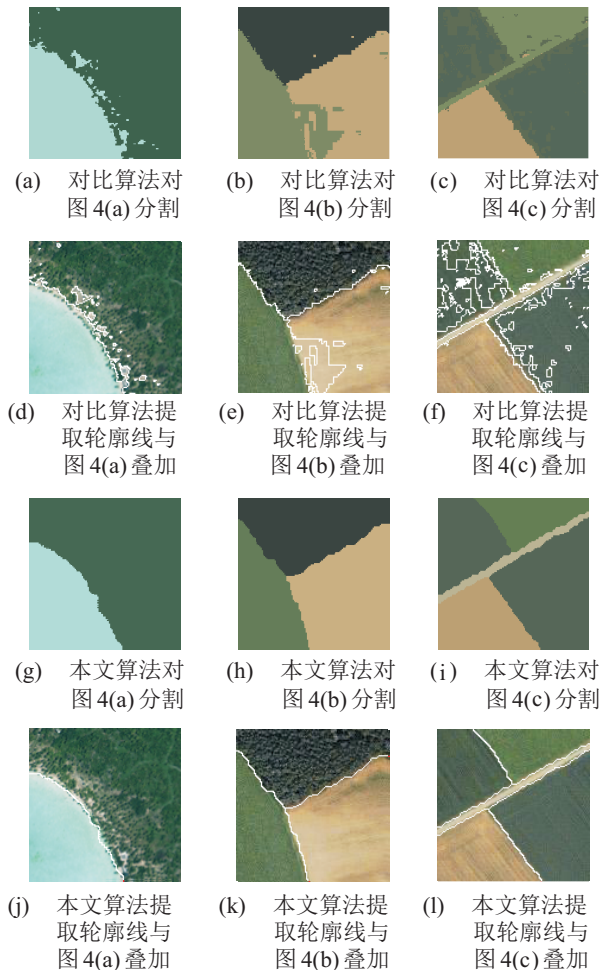 (a) 对比算法对 (b) 对比算法对 (c) 对比算法对
图 4(a) 分割 图 4(b) 分割 图 4(c) 分割
(d) 对比算法提 (e) 对比算法提 (f) 对比算法提
取轮廓线与 取轮廓线与 取轮廓线与
图 4(a) 叠加 图 4(b) 叠加 图 4(c) 叠加
(g) 本文算法对 (h) 本文算法对 (i) 本文算法对
图 4(a) 分割 图 4(b) 分割 图 4(c) 分割
(j) 本文算法提 (k) 本文算法提 (l) 本文算法提
取轮廓线与 取轮廓线与 取轮廓线与
图 4(a) 叠加 图 4(b) 叠加 图 4(c) 叠加